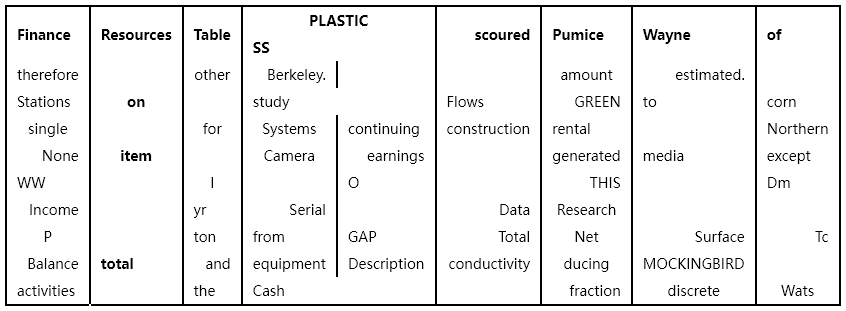 Finance Resources Table PLASTIC SS scoured Pumice Wayne of
therefore other Berkeley. amount estimated.
Stations on study Flows GREEN to corn
single for Systems continuing construction rental Northern
None item Camera earnings generated media except
WW I O THIS Dm
Income yr Serial Data Research
P ton from GAP Total Net Surface Tc
Balance total and equipment Description conductivity ducing MOCKINGBIRD
activities the Cash fraction discrete Wats